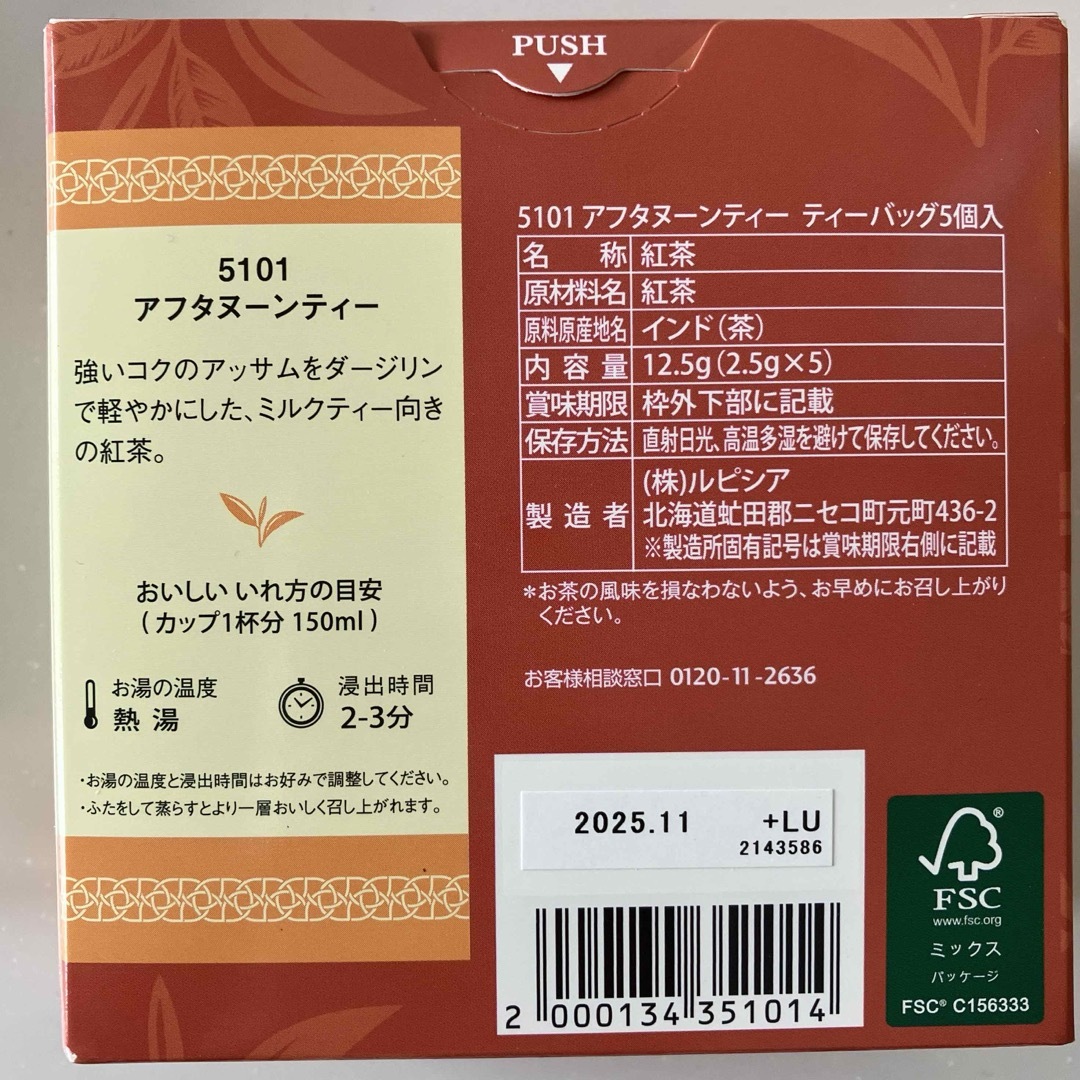 PUSH
5101
アフタヌーンティー
強いコクのアッサムをダージリン
で軽やかにした、ミルクティー向き
の紅茶。
おいしい いれ方の目安
(カップ1杯分 150ml)
お湯の温度
熱湯
浸出時間
2-3分
・お湯の温度と浸出時間はお好みで調整してください。
・ふたをして蒸らすとより一層おいしく召し上がれます。
5101 アフタヌーンティー ティーバッグ5個入
名称 紅茶
原材料名 紅茶
原料原産地名 インド(茶)
内容量 12.5g(2.5g×5)
賞味期限 枠外下部に記載
保存方法 直射日光、高温多湿を避けて保存してください。
製造者 (株)ルピシア
北海道虻田郡ニセコ町元町436-2
※製造所固有記号は賞味期限右側に記載
*お茶の風味を損なわないよう、お早めにお召し上がり
ください。
お客様相談窓口 0120-11-2636
2025.11 +LU
2143586
2 000134 351014
®
FSC
www.fsc.org
ミックス
パッケージ
FSC® C156333